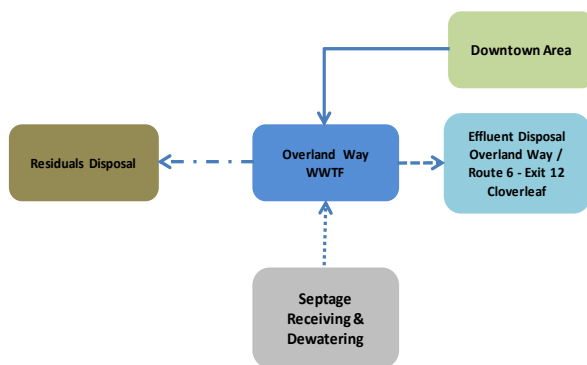 Downtown Area
Residuals Disposal
Overland Way
WWTF
Effluent Disposal
Overland Way /
Route 6 - Exit 12
Cloverleaf
Septage
Receiving &
Dewatering